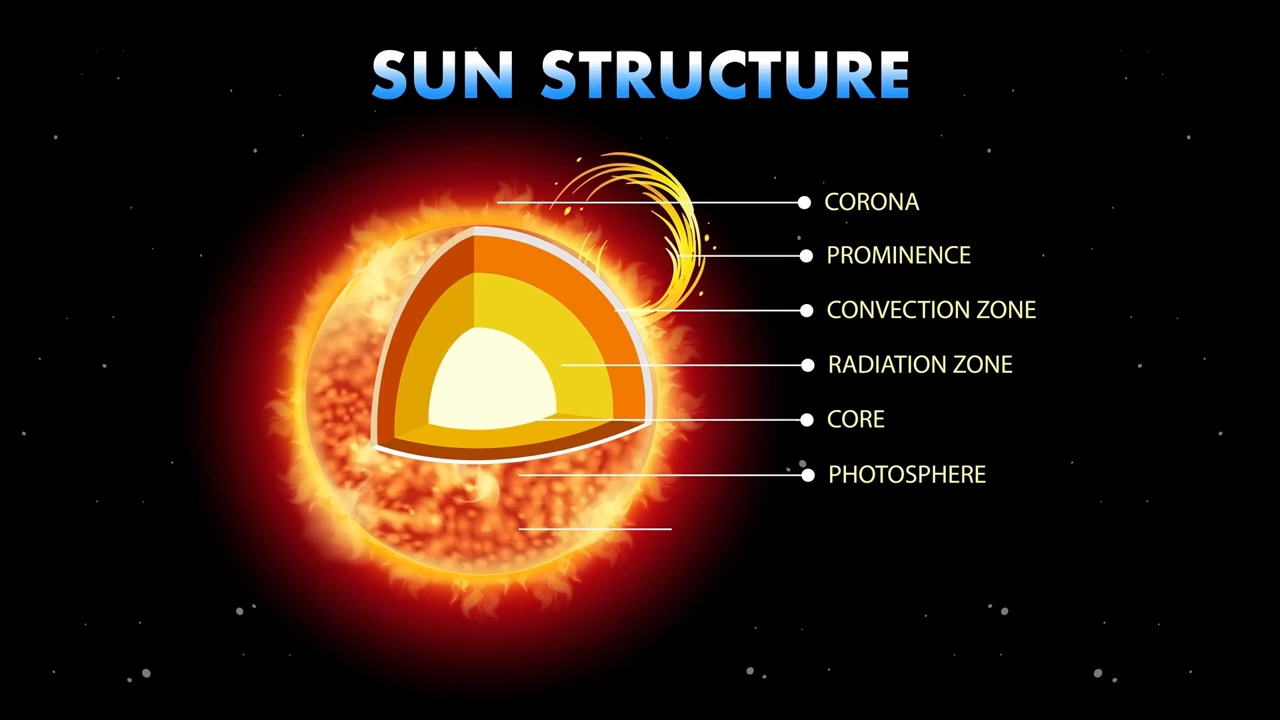 SUN STRUCTURE
CORONA
PROMINENCE
CONVECTION ZONE
RADIATION ZONE
CORE
PHOTOSPHERE